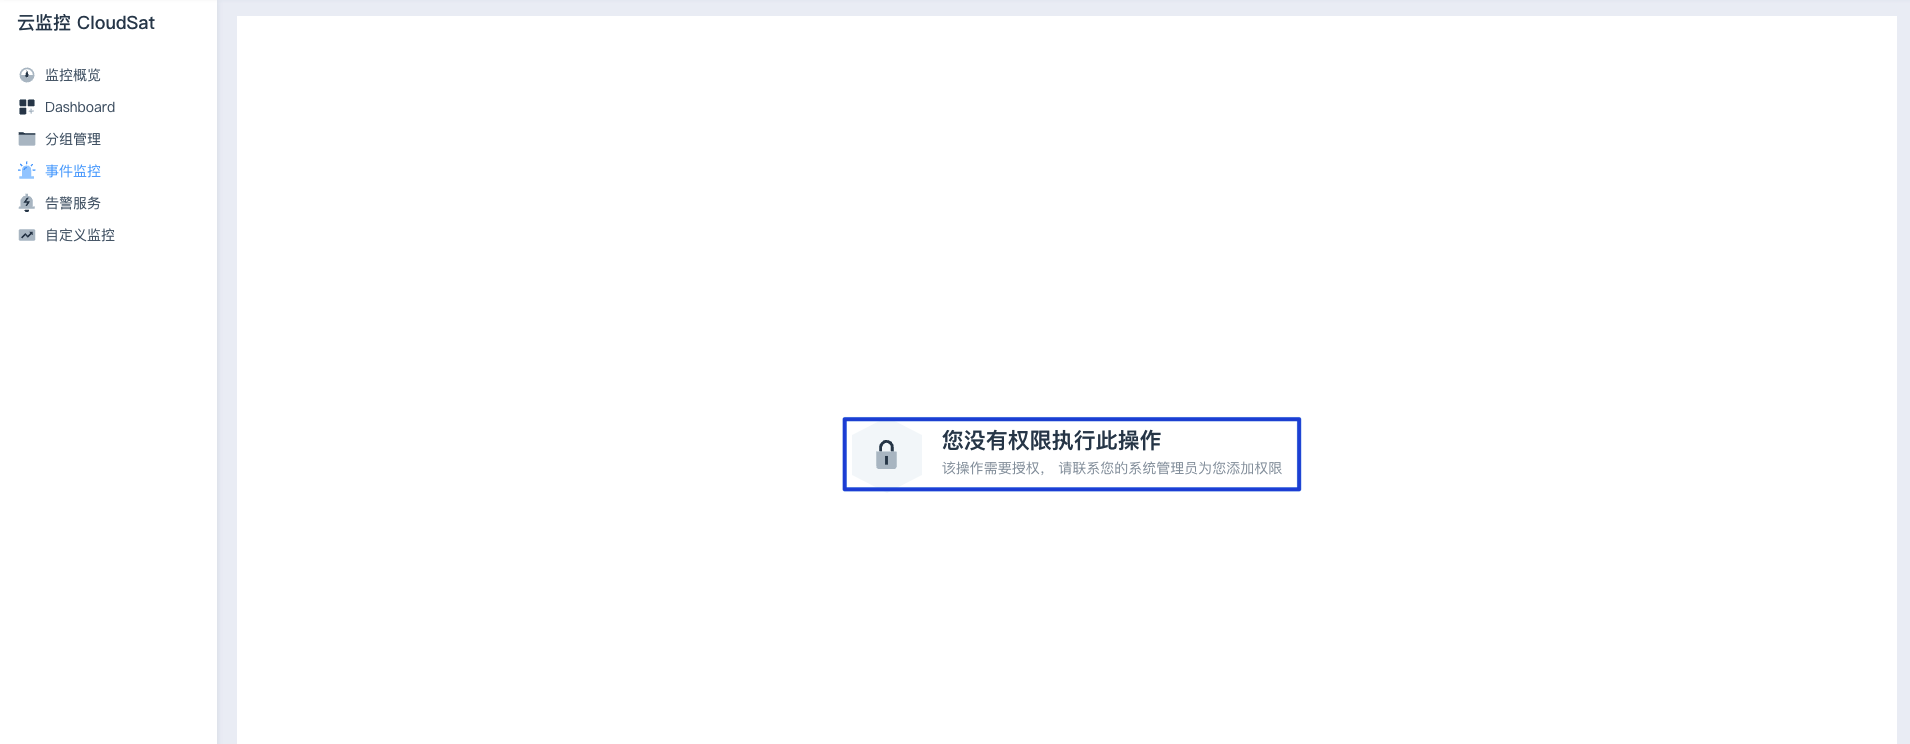 云监控 CloudSat
监控概览
Dashboard
分组管理
事件监控
告警服务
自定义监控
您没有权限执行此操作
该操作需要授权， 请联系您的系统管理员为您添加权限